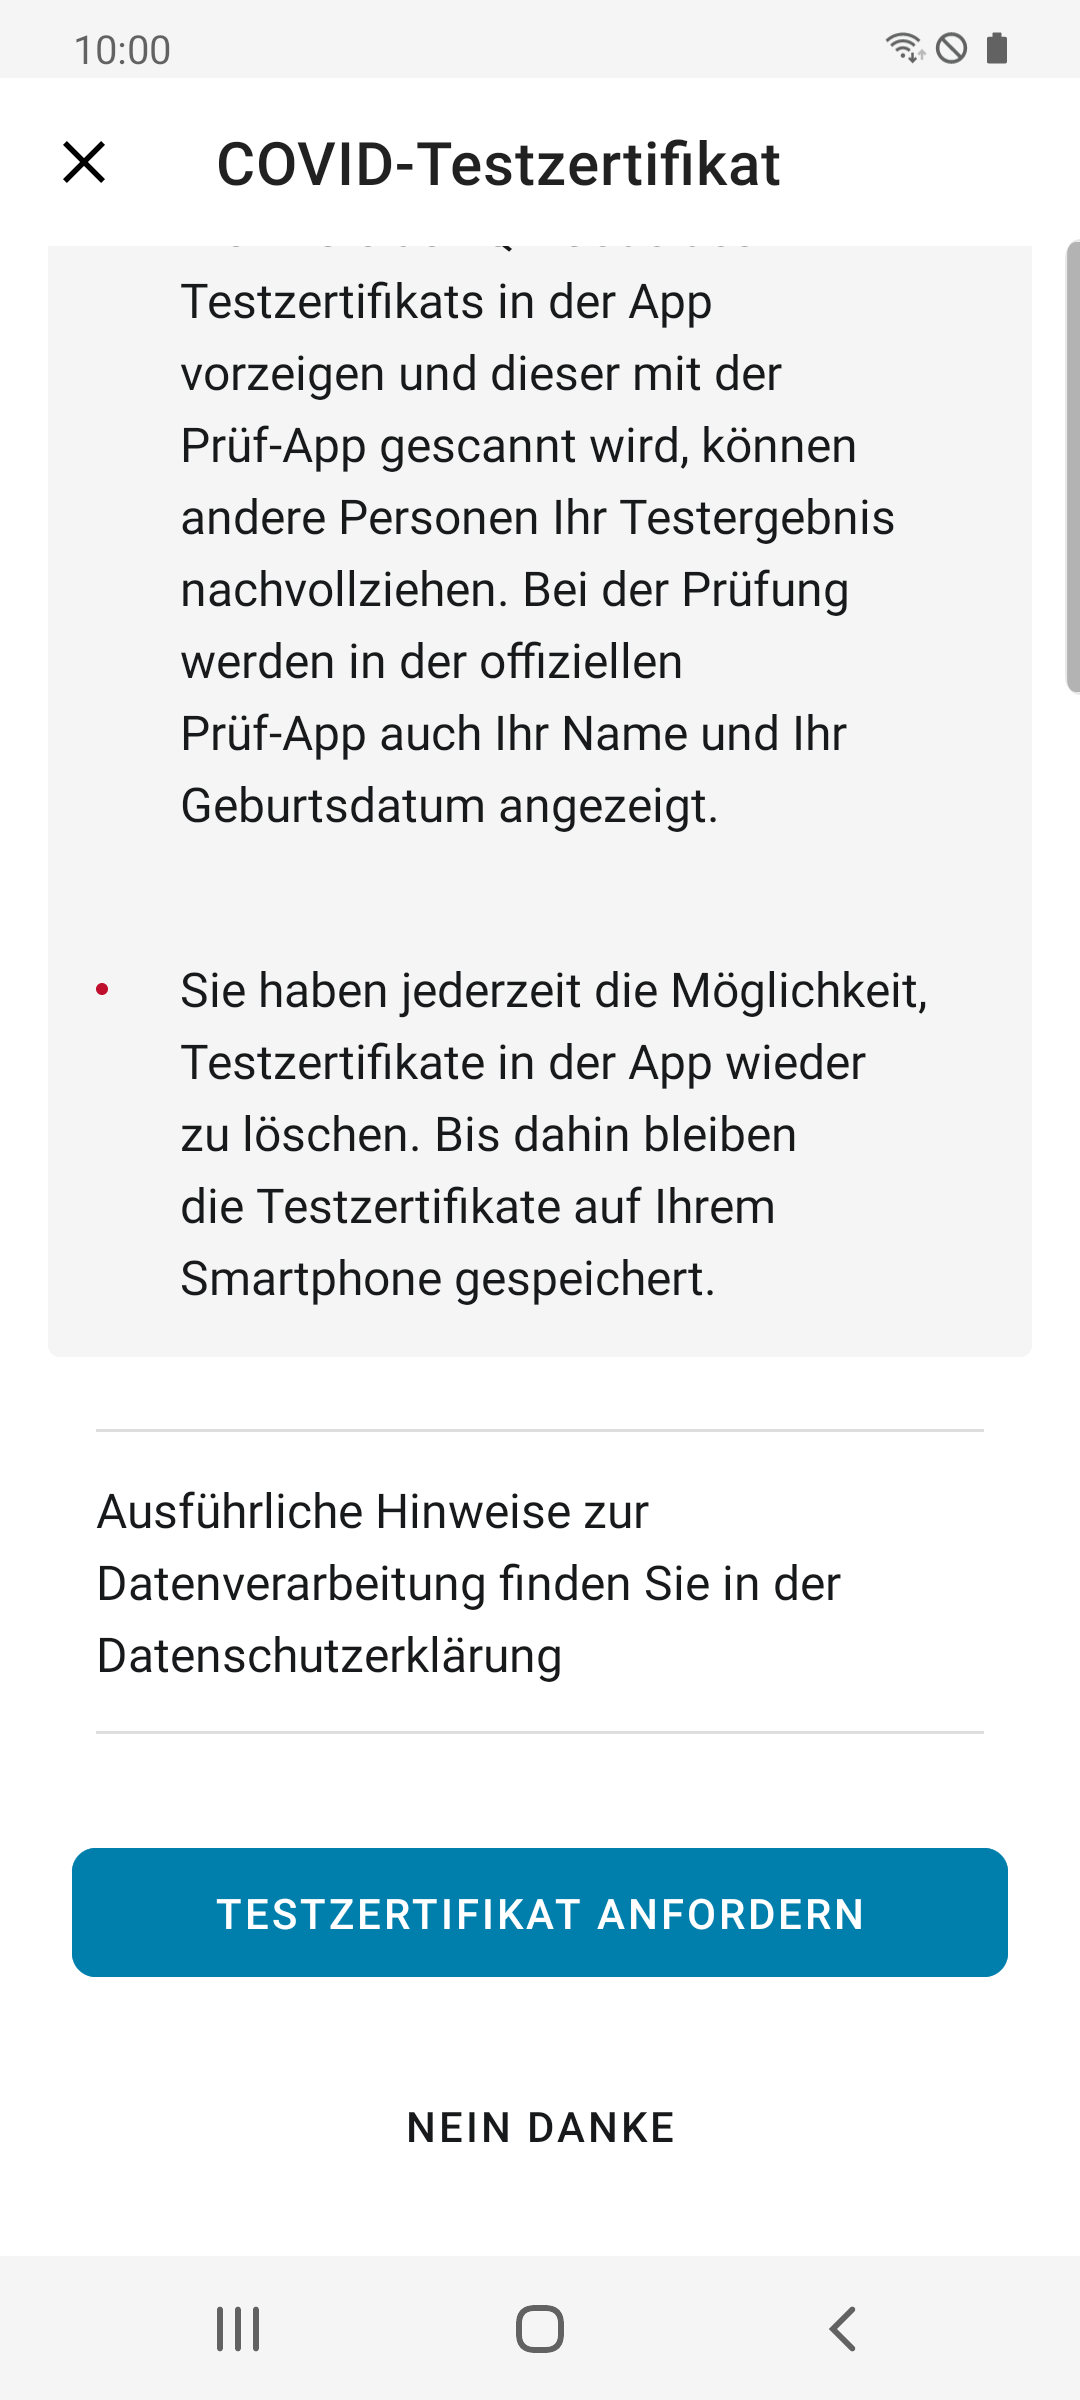 10:00
COVID-Testzertifikat
Testzertifikats in der App
vorzeigen und dieser mit der
Prüf-App gescannt wird, können
andere Personen Ihr Testergebnis
nachvollziehen. Bei der Prüfung
werden in der offiziellen
Prüf-App auch Ihr Name und Ihr
Geburtsdatum angezeigt.
• Sie haben jederzeit die Möglichkeit,
Testzertifikate in der App wieder
zu löschen. Bis dahin bleiben
die Testzertifikate auf Ihrem
Smartphone gespeichert.
Ausführliche Hinweise zur
Datenverarbeitung finden Sie in der
Datenschutzerklärung
TESTZERTIFIKAT ANFORDERN
NEIN DANKE